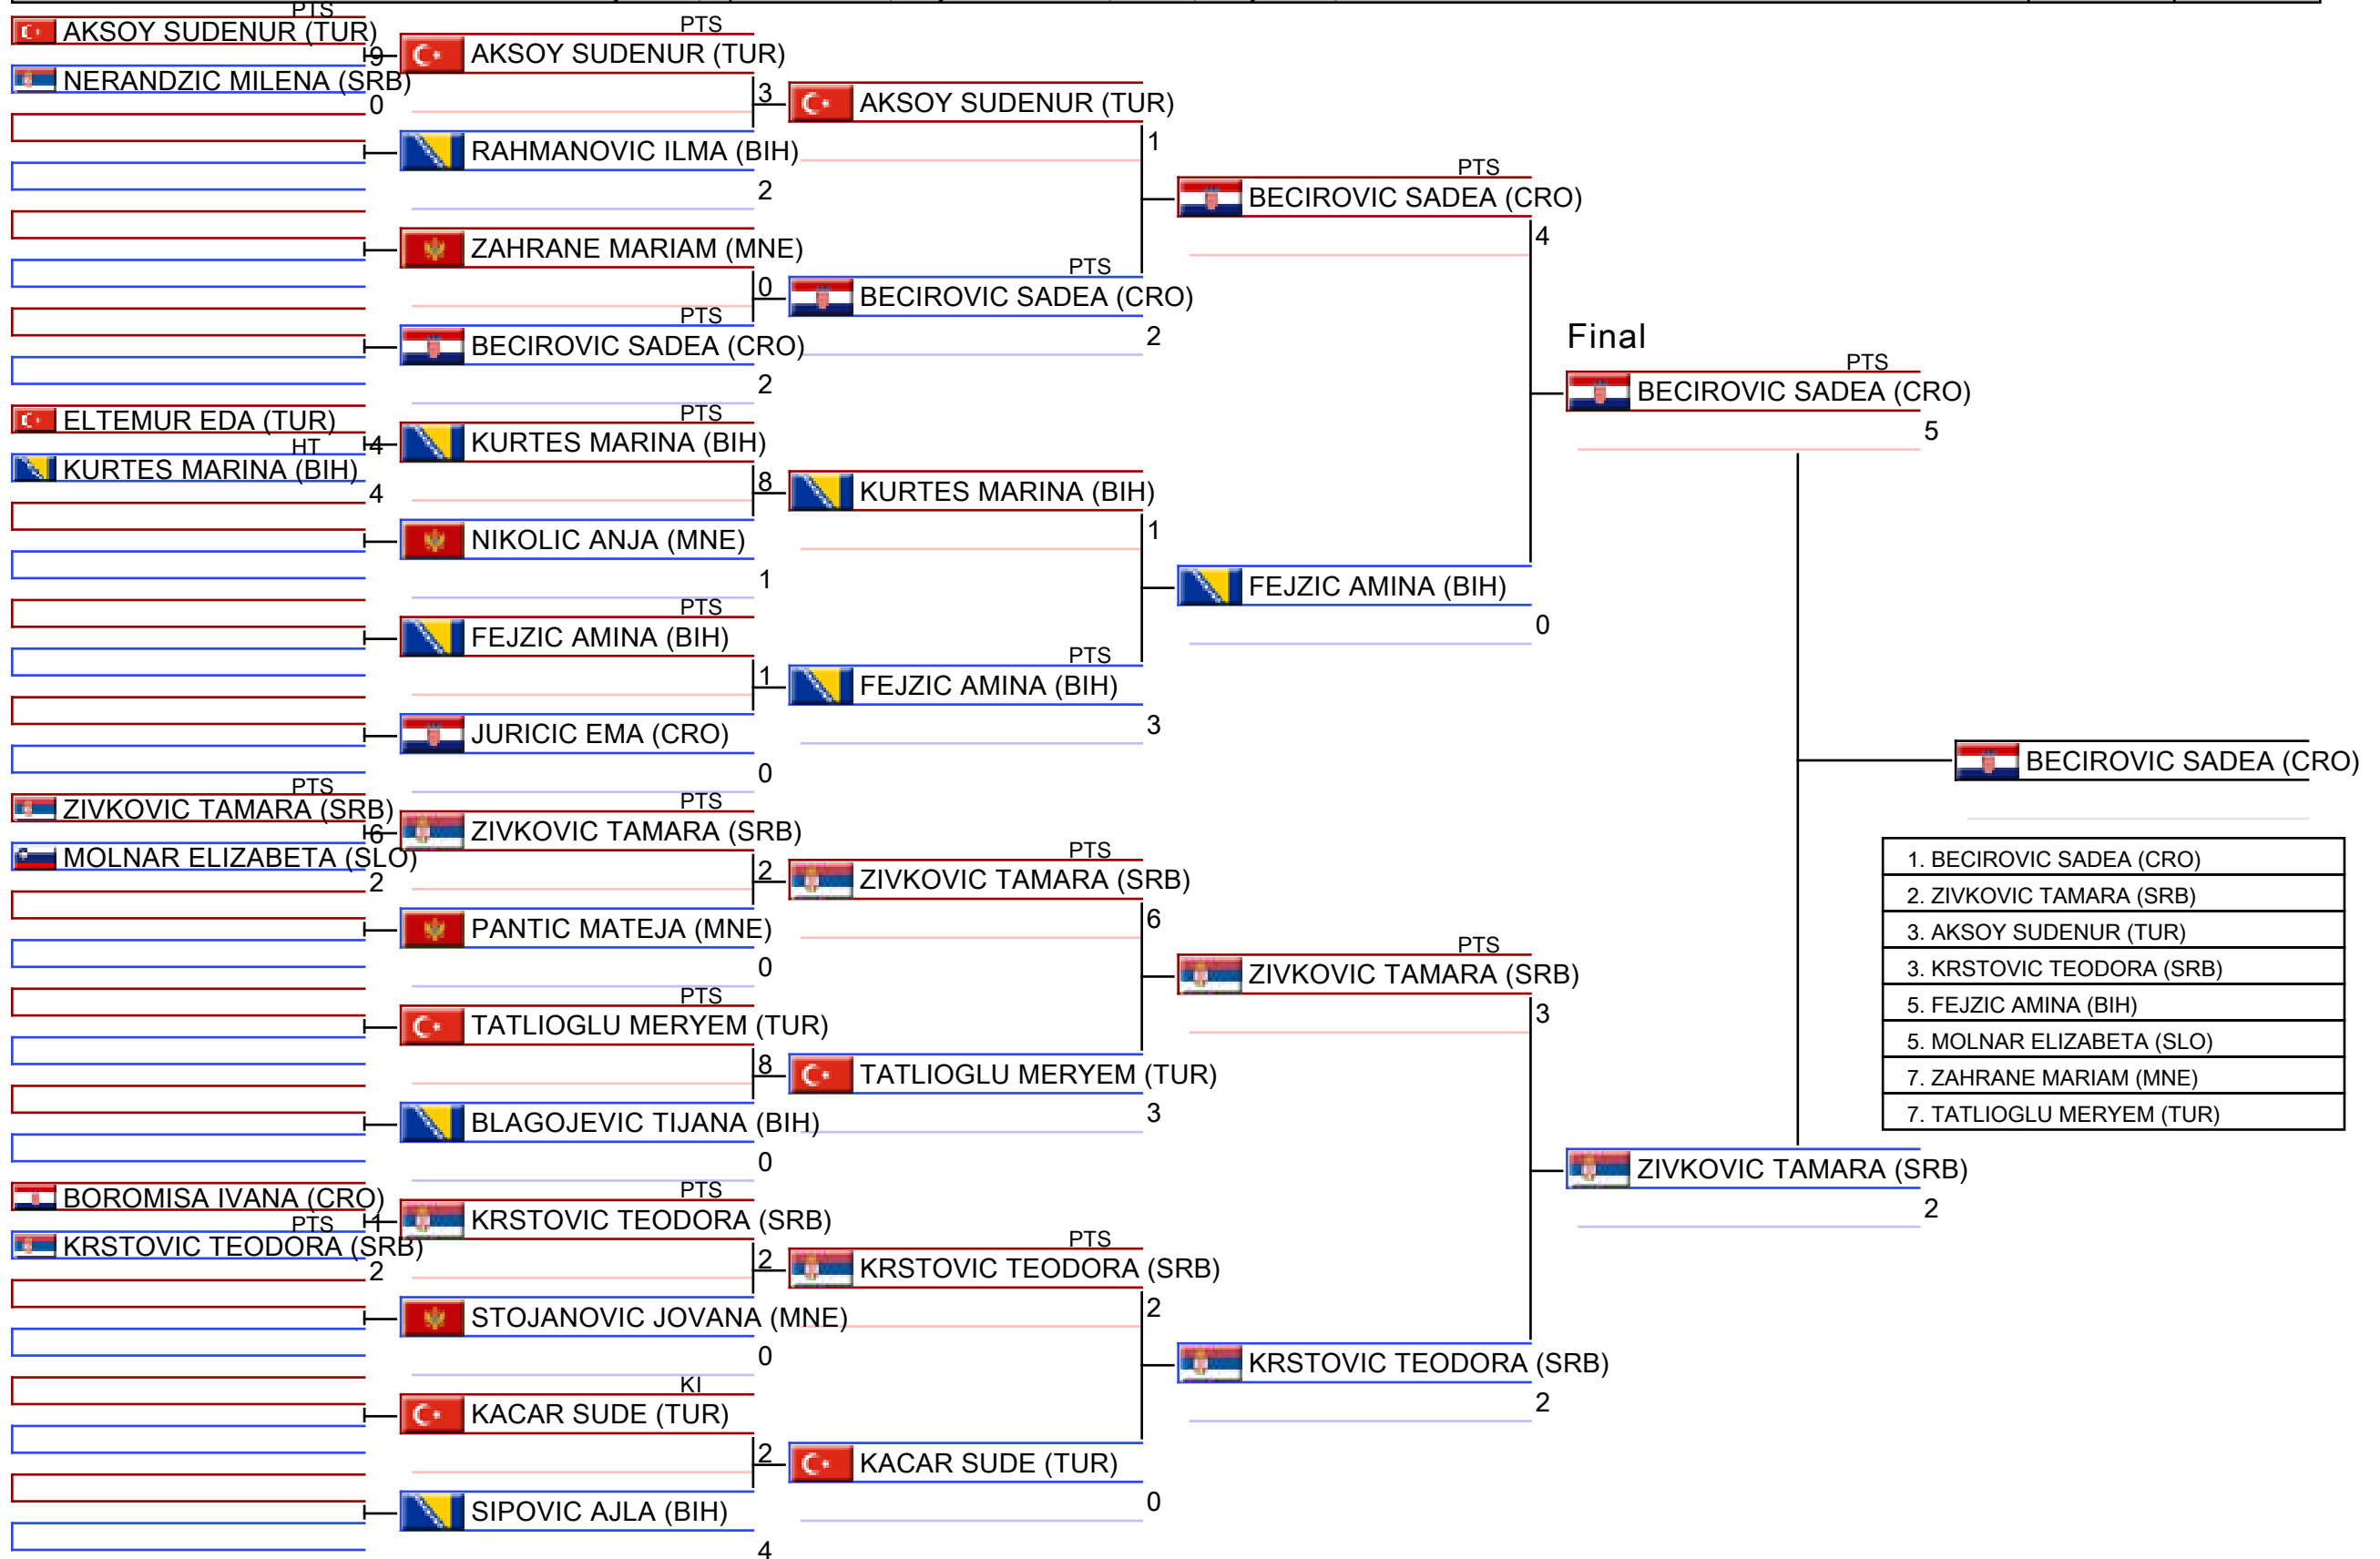 PTS
AKSOY SUDENUR (TUR)
9
NERANDZIC MILENA (SRB)
0
ELTEMUR EDA (TUR)
4
HT
KURTES MARINA (BIH)
4
PTS
ZIVKOVIC TAMARA (SRB)
6
MOLNAR ELIZABETA (SLO)
2
BOROMISA IVANA (CRO)
1
PTS
KRSTOVIC TEODORA (SRB)
2
PTS
AKSOY SUDENUR (TUR)
3
RAHMANOVIC ILMA (BIH)
2
ZAHRANE MARIAM (MNE)
0
PTS
BECIROVIC SADEA (CRO)
2
PTS
KURTES MARINA (BIH)
8
NIKOLIC ANJA (MNE)
1
PTS
FEJZIC AMINA (BIH)
1
JURICIC EMA (CRO)
0
PTS
ZIVKOVIC TAMARA (SRB)
2
PANTIC MATEJA (MNE)
0
PTS
TATLIOGLU MERYEM (TUR)
8
BLAGOJEVIC TIJANA (BIH)
0
PTS
KRSTOVIC TEODORA (SRB)
2
STOJANOVIC JOVANA (MNE)
0
KI
KACAR SUDE (TUR)
2
SIPOVIC AJLA (BIH)
4
AKSOY SUDENUR (TUR)
1
PTS
BECIROVIC SADEA (CRO)
2
KURTES MARINA (BIH)
1
PTS
FEJZIC AMINA (BIH)
3
PTS
ZIVKOVIC TAMARA (SRB)
6
TATLIOGLU MERYEM (TUR)
3
PTS
KRSTOVIC TEODORA (SRB)
2
KACAR SUDE (TUR)
0
PTS
BECIROVIC SADEA (CRO)
4
FEJZIC AMINA (BIH)
0
PTS
ZIVKOVIC TAMARA (SRB)
3
KRSTOVIC TEODORA (SRB)
2
Final
PTS
BECIROVIC SADEA (CRO)
5
ZIVKOVIC TAMARA (SRB)
2
BECIROVIC SADEA (CRO)
1. BECIROVIC SADEA (CRO)
2. ZIVKOVIC TAMARA (SRB)
3. AKSOY SUDENUR (TUR)
3. KRSTOVIC TEODORA (SRB)
5. FEJZIC AMINA (BIH)
5. MOLNAR ELIZABETA (SLO)
7. ZAHRANE MARIAM (MNE)
7. TATLIOGLU MERYEM (TUR)